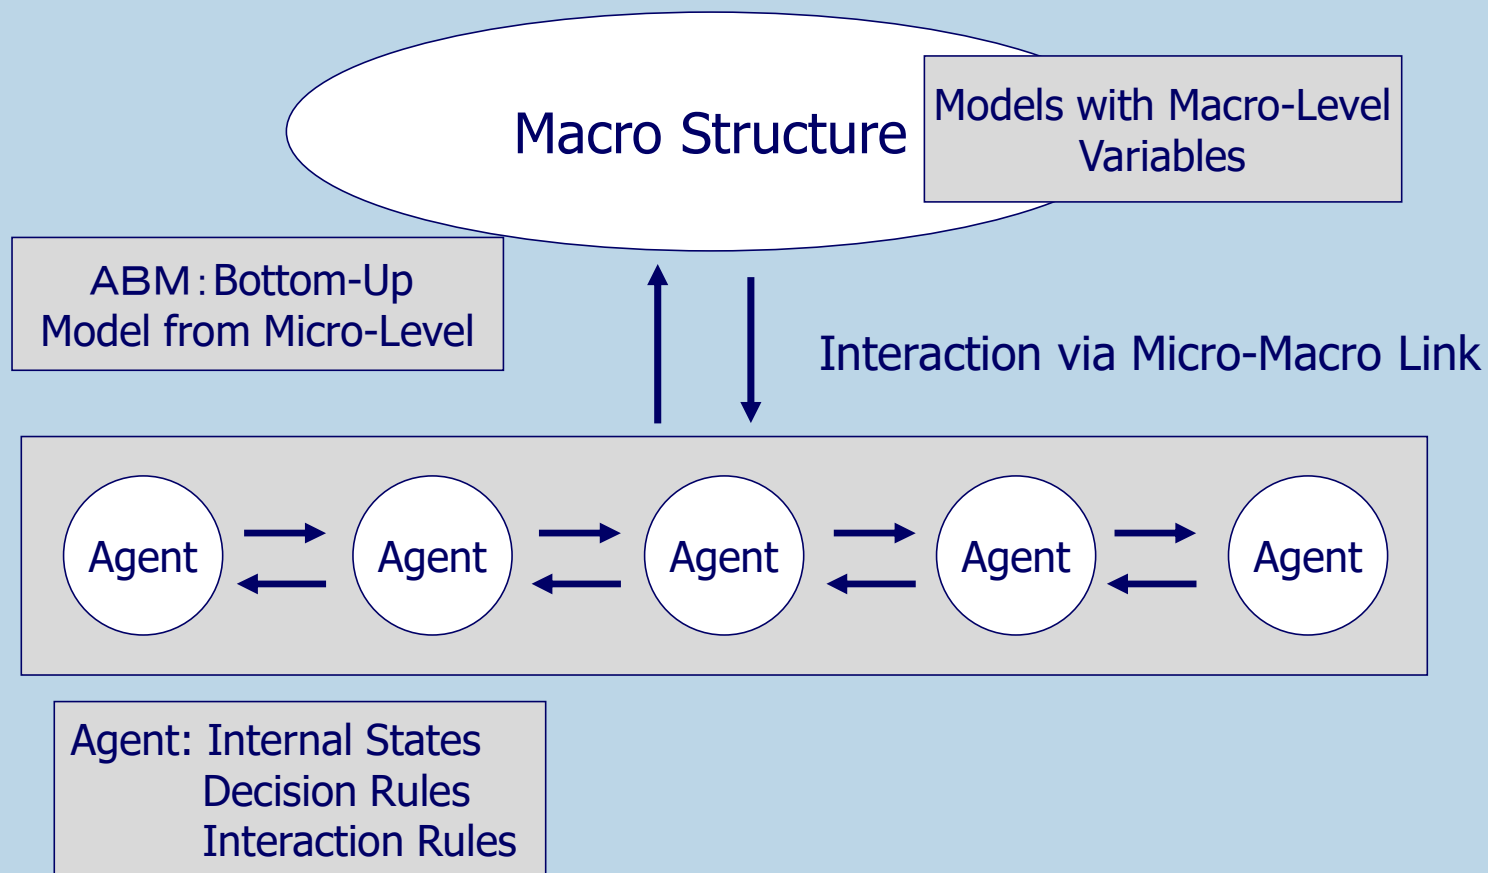 Macro Structure
Models with Macro-Level
Variables
ABM:Bottom-Up
Model from Micro-Level
Interaction via Micro-Macro Link
Agent
Agent
Agent
Agent
Agent
Agent: Internal States
Decision Rules
Interaction Rules